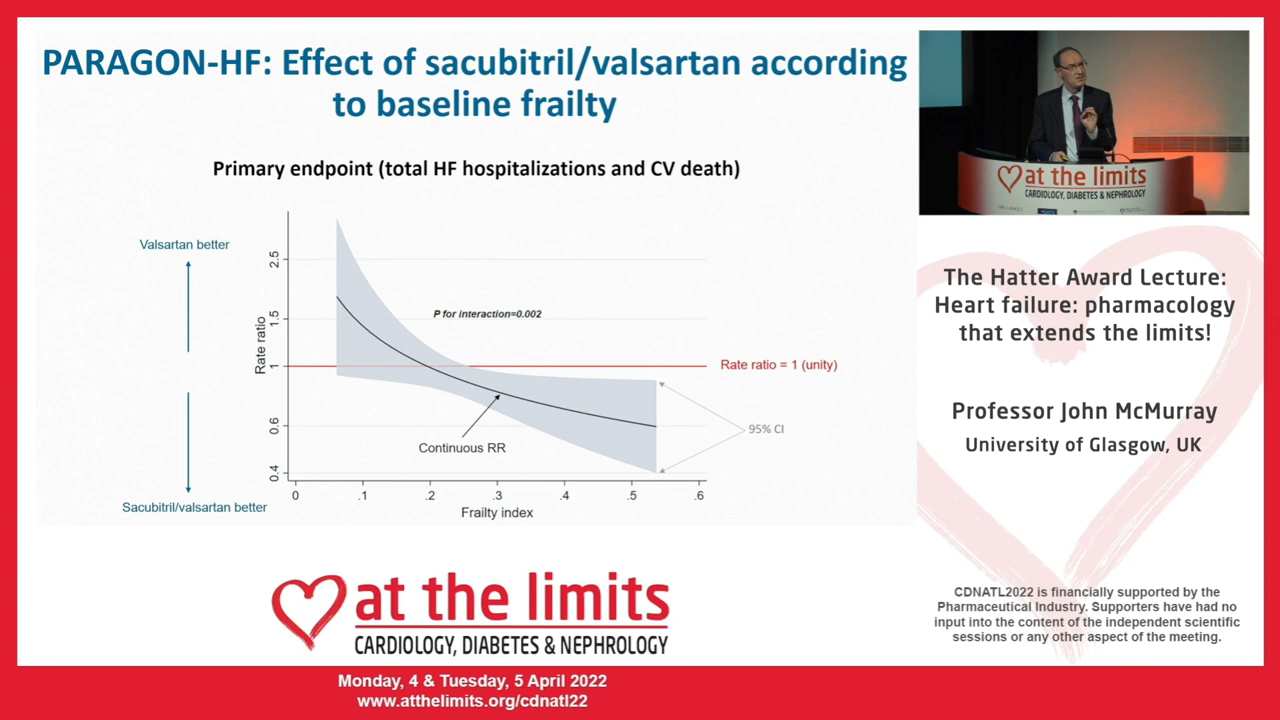 PARAGON-HF: Effect of sacubitril/valsartan according
to baseline frailty
Primary endpoint (total HF hospitalizations and CV death)
Valsartan better
Sacubitril/valsartan better
Rate ratio
2.5
1.5
1
0.6
0.4
P for interaction=0.002
Rate ratio = 1 (unity)
Continuous RR
95% CI
0
.1
.2
.3
.4
.5
.6
Frailty index
at the limits
CARDIOLOGY, DIABETES & NEPHROLOGY
The Hatter Award Lecture:
Heart failure: pharmacology
that extends the limits!
Professor John McMurray
University of Glasgow, UK
CDNATL2022 is financially supported by the
Pharmaceutical Industry. Supporters have had no
input into the content of the independent scientific
sessions or any other aspect of the meeting.
at the limits
CARDIOLOGY, DIABETES & NEPHROLOGY
Monday, 4 & Tuesday, 5 April 2022
www.atthelimits.org/cdnatl22